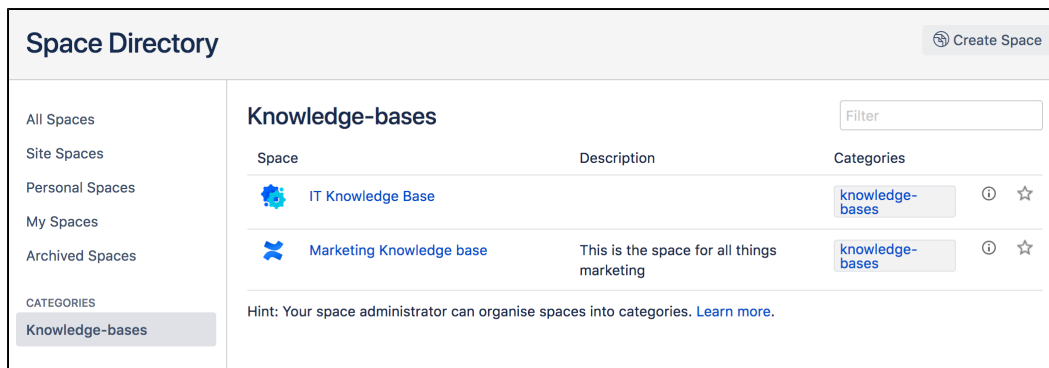 Space Directory
Create Space
All Spaces
Site Spaces
Personal Spaces
My Spaces
Archived Spaces
CATEGORIES
Knowledge-bases
Knowledge-bases
Filter
Space Description Categories
IT Knowledge Base
knowledge-
bases
Marketing Knowledge base
This is the space for all things
marketing
knowledge-
bases
Hint: Your space administrator can organise spaces into categories. Learn more.